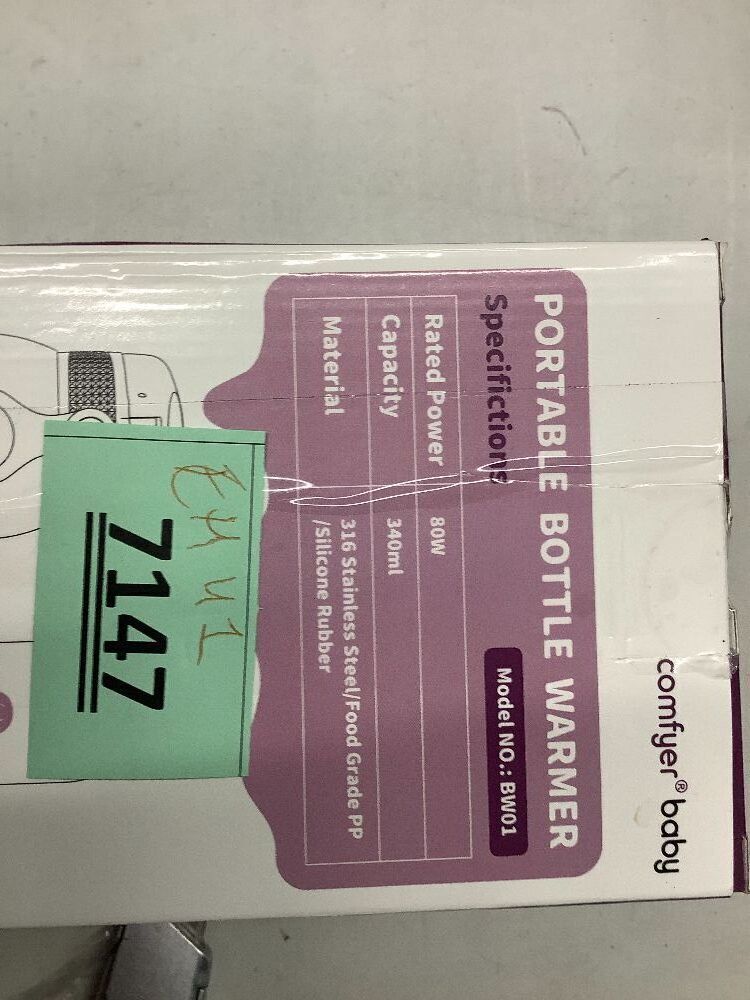 comfyer® baby
PORTABLE BOTTLE WARMER
Specifictions
Model NO.: BW01
Rated Power 80W
Capacity 340ml
Material 316 Stainless Steel/Food Grade PP
/Silicone Rubber
7147